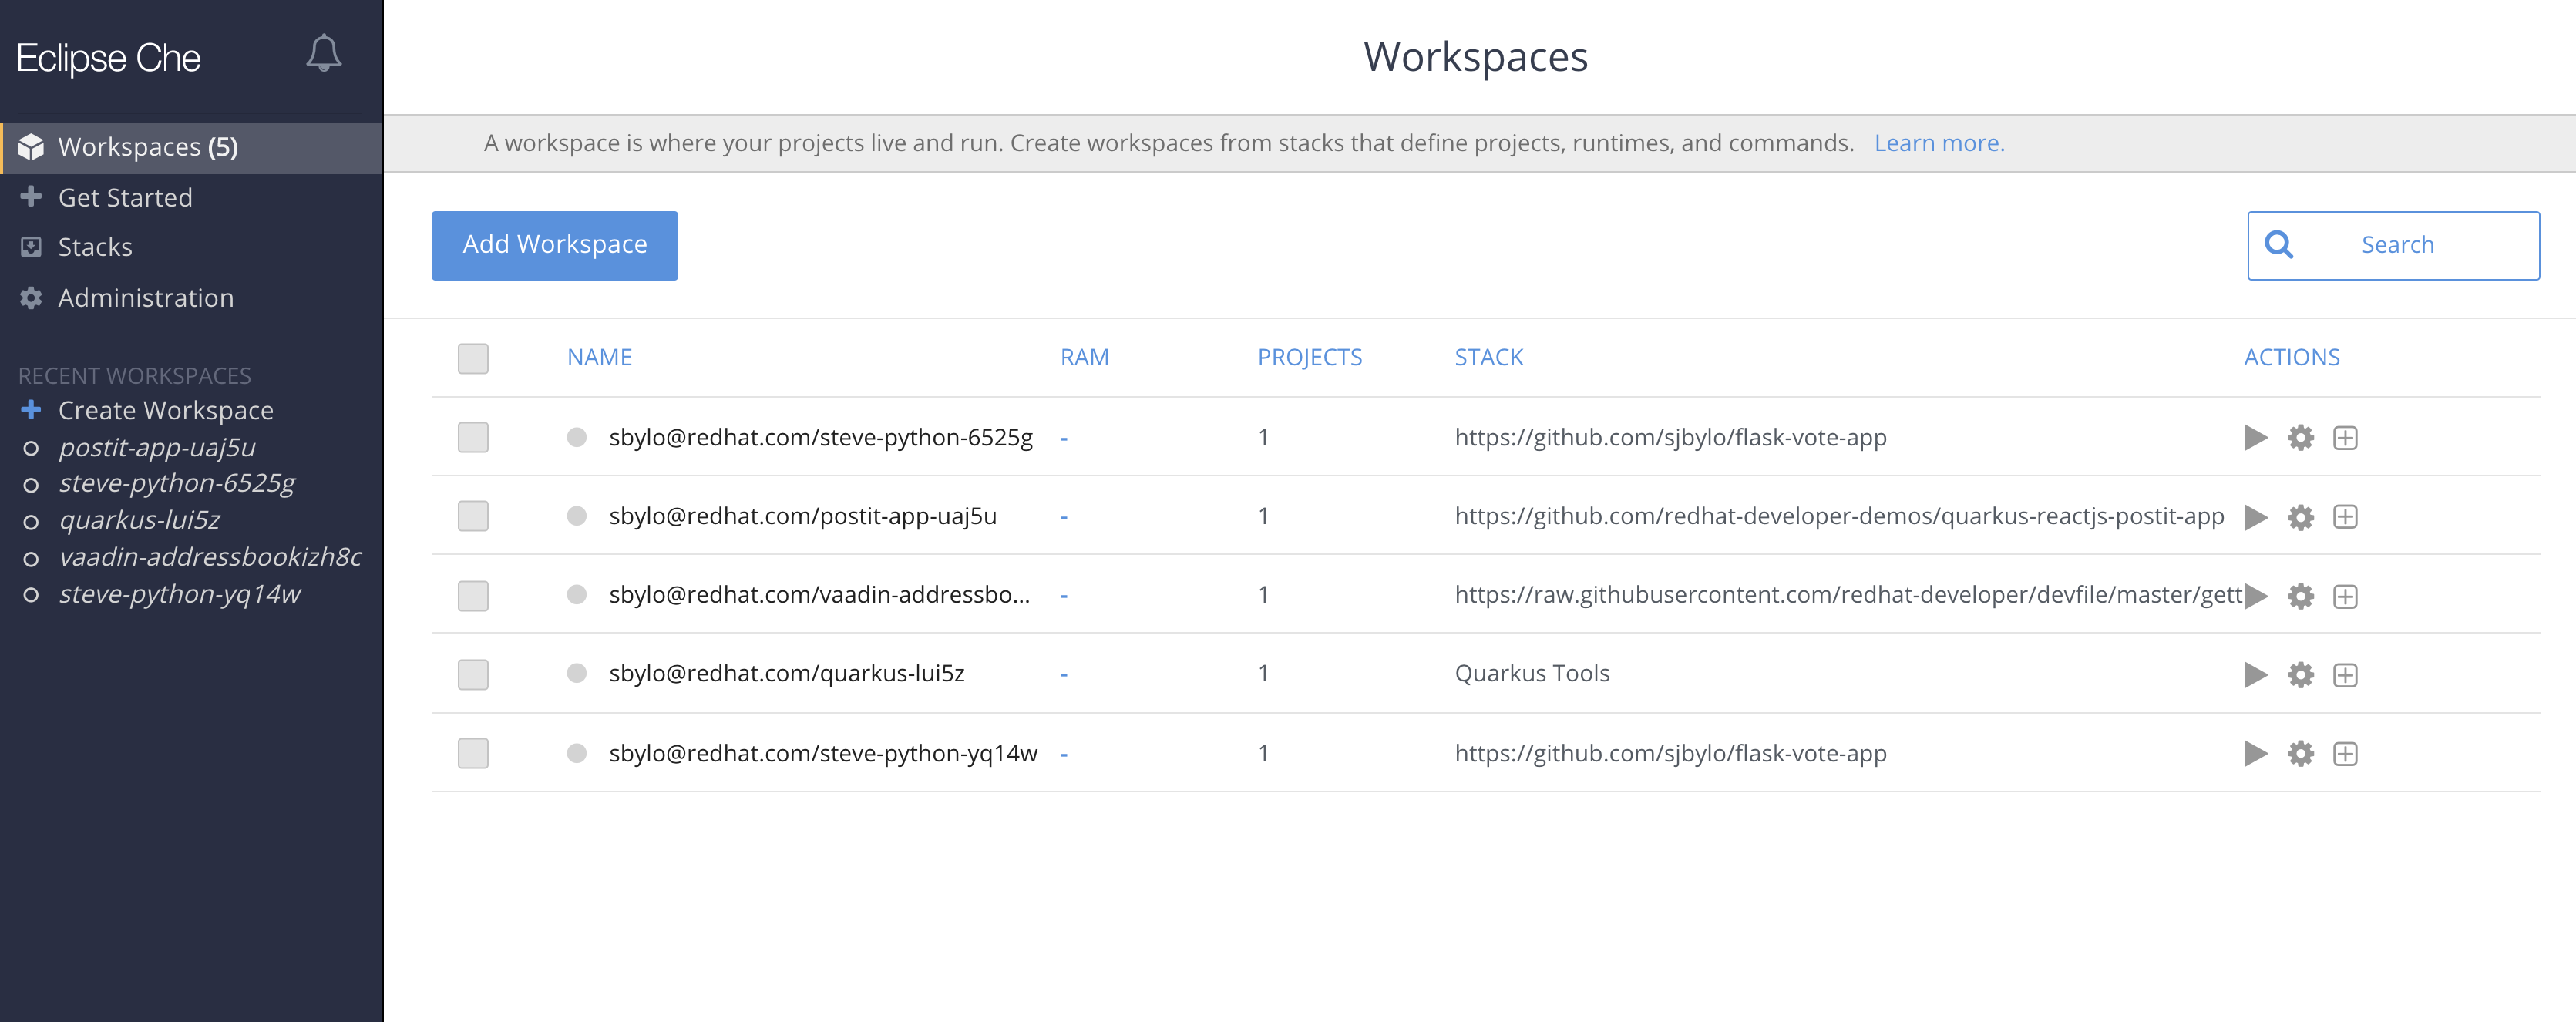 Eclipse Che
Workspaces (5)
Get Started
Stacks
Administration
RECENT WORKSPACES
Create Workspace
postit-app-uaj5u
steve-python-6525g
quarkus-lui5z
vaadin-addressbookizh8c
steve-python-yq14w
Workspaces
A workspace is where your projects live and run. Create workspaces from stacks that define projects, runtimes, and commands. Learn more.
Add Workspace
Search
NAME RAM PROJECTS STACK ACTIONS
sbylo@redhat.com/steve-python-6525g - 1 https://github.com/sjbylo/flask-vote-app
sbylo@redhat.com/postit-app-uaj5u - 1 https://github.com/redhat-developer-demos/quarkus-reactjs-postit-app
sbylo@redhat.com/vaadin-addressbo... - 1 https://raw.githubusercontent.com/redhat-developer/devfile/master/gett
sbylo@redhat.com/quarkus-lui5z - 1 Quarkus Tools
sbylo@redhat.com/steve-python-yq14w - 1 https://github.com/sjbylo/flask-vote-app